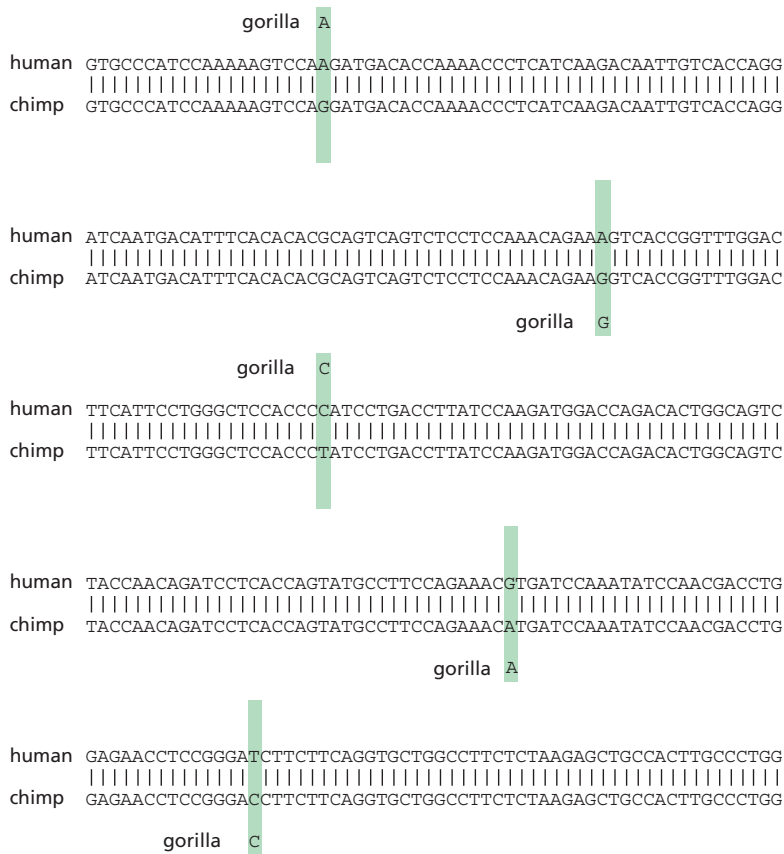 gorilla A
human GTGCCCATCCAAAAAGTCCAAGATGACACCAAAACCCTCATCAAGACAATTGTCACCAGG
chimp GTGCCCATCCAAAAAGTCCAGGATGACACCAAAACCCTCATCAAGACAATTGTCACCAGG
human ATCAATGACATTTCACACACGCAGTCAGTCTCCTCCAAACAGAAAGTCACCGGTTTGGAC
chimp ATCAATGACATTTCACACACGCAGTCAGTCTCCTCCAAACAGAAGGTCACCGGTTTGGAC
gorilla G
gorilla C
human TTCATTCCTGGGCTCCACCCCATCCTGACCTTATCCAAGATGGACCAGACACTGGCAGTC
chimp TTCATTCCTGGGCTCCACCCTATCCTGACCTTATCCAAGATGGACCAGACACTGGCAGTC
human TACCAACAGATCCTCACCAGTATGCCTTCCAGAAACGTGATCCAAATATCCAACGACCTG
chimp TACCAACAGATCCTCACCAGTATGCCTTCCAGAAACATGATCCAAATATCCAACGACCTG
gorilla A
human GAGAACCTCCGGGATCTTCTTCAGGTGCTGGCCTTCTCTAAGAGCTGCCACTTGCCCTGG
chimp GAGAACCTCCGGGACCTTCTTCAGGTGCTGGCCTTCTCTAAGAGCTGCCACTTGCCCTGG
gorilla C